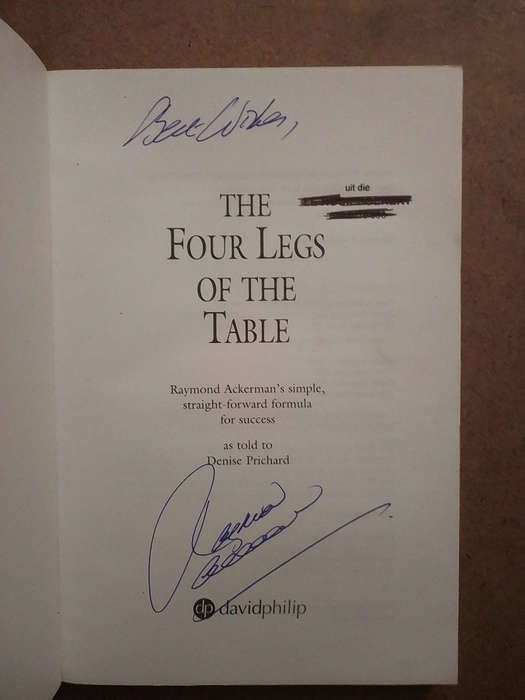 Best Wishes,
uit die
THE
FOUR LEGS
OF THE
TABLE
Raymond Ackerman's simple,
straight-forward formula
for success
as told to
Denise Prichard
dp davidphilip